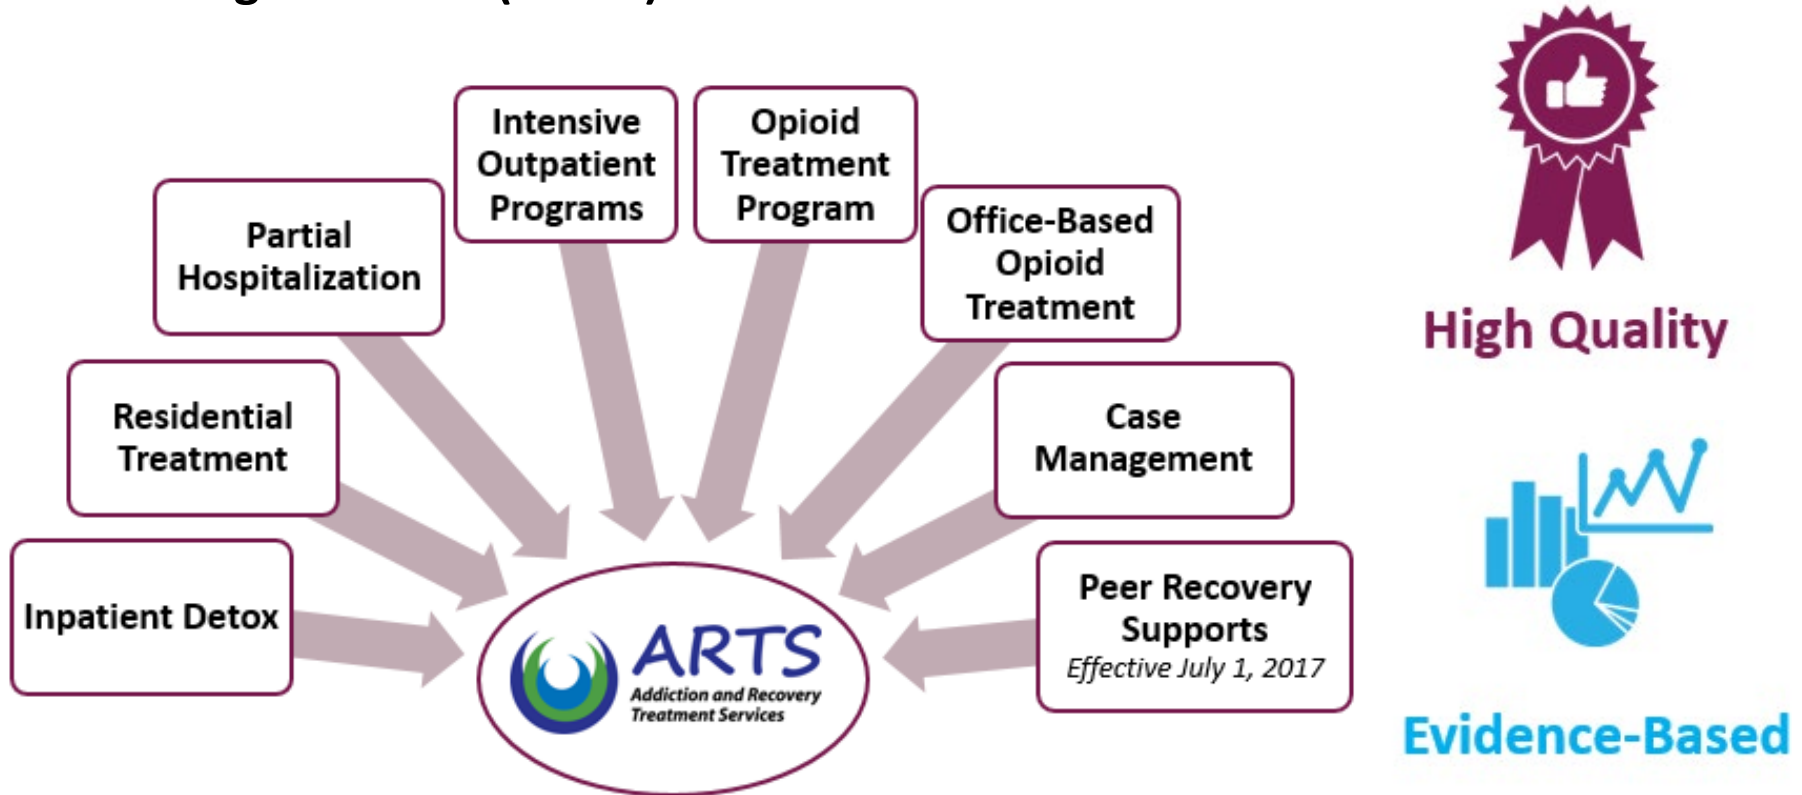 Intensive
Outpatient
Programs
Opioid
Treatment
Program
Partial
Hospitalization
Office-Based
Opioid
Treatment
High Quality
Residential
Treatment
Case
Management
Inpatient Detox
Peer Recovery
Supports
Effective July 1, 2017
ARTS
Addiction and Recovery
Treatment Services
Evidence-Based